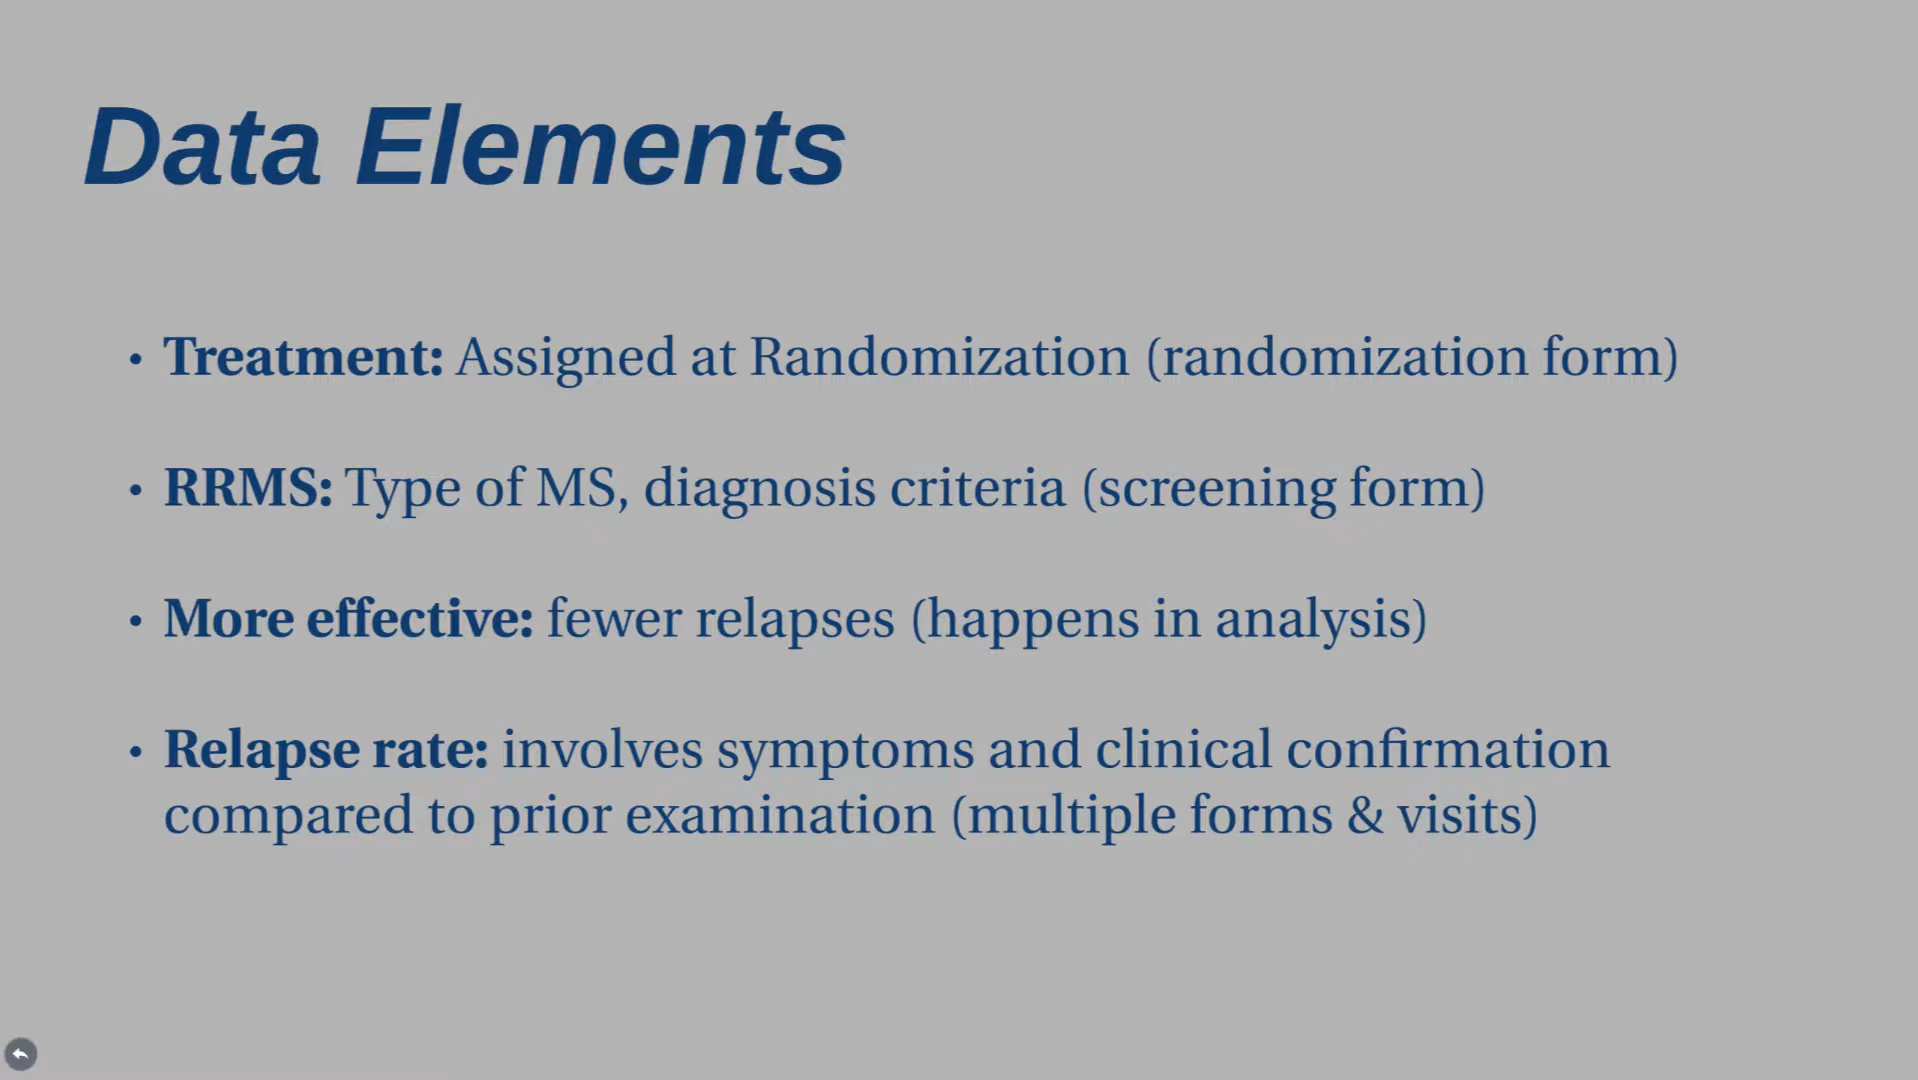 Data Elements
• Treatment: Assigned at Randomization (randomization form)
• RRMS: Type of MS, diagnosis criteria (screening form)
• More effective: fewer relapses (happens in analysis)
• Relapse rate: involves symptoms and clinical confirmation
compared to prior examination (multiple forms & visits)